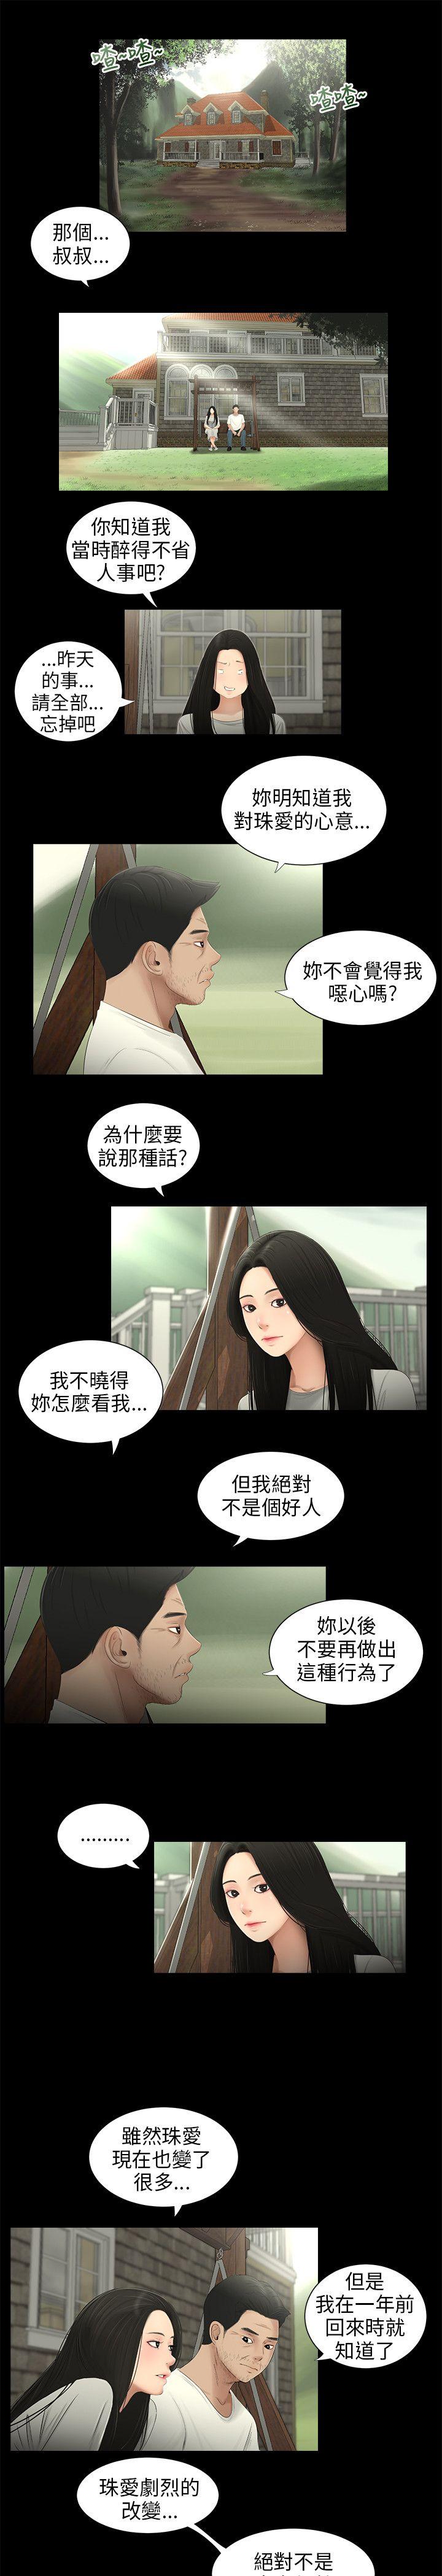 喳~喳~
喳喳~
那個...
叔叔...
你知道我
當時醉得不省
人事吧?
...昨天
的事...
請全部...
忘掉吧
妳明知道我
對珠愛的心意...
妳不會覺得我
噁心嗎?
為什麼要
說那種話?
我不曉得
妳怎麼看我...
但我絕對
不是個好人
妳以後
不要再做出
這種行為了
.........
雖然珠愛
現在也變了
很多...
但是
我在一年前
回來時就
知道了
珠愛劇烈的
改變...
絕對不是